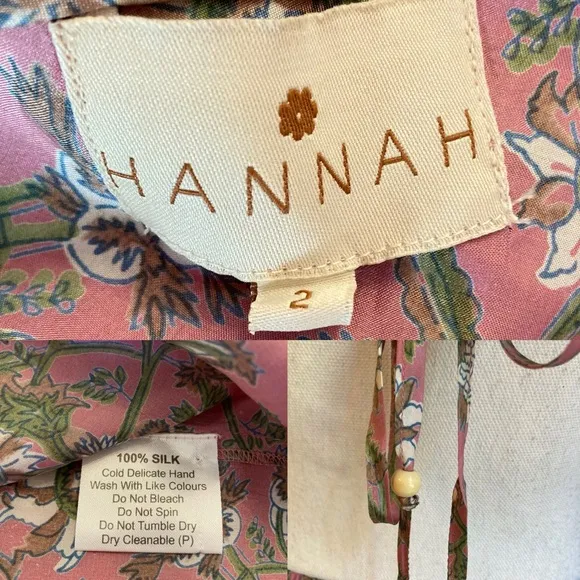 HANNAH
2
100% SILK
Cold Delicate Hand
Wash With Like Colours
Do Not Bleach
Do Not Spin
Do Not Tumble Dry
Dry Cleanable (P)